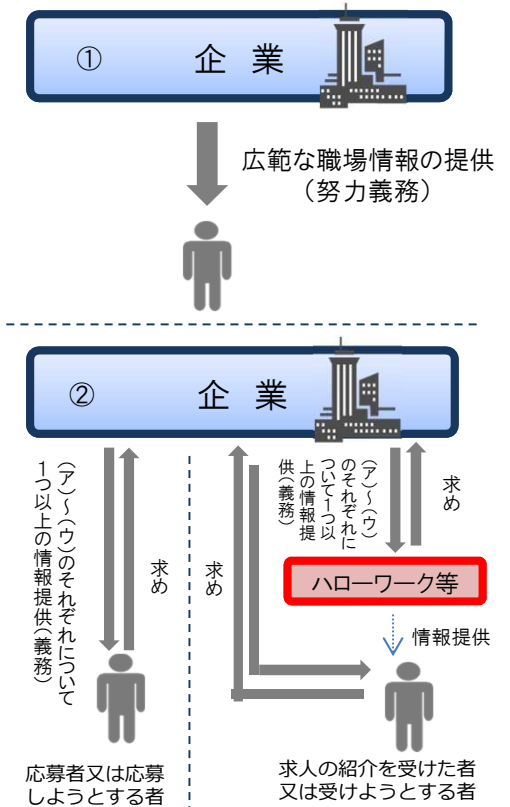 ① 企業
広範な職場情報の提供
（努力義務）
② 企業
（ア）～（ウ）のそれぞれについて
1つ以上の情報提供（義務）
求め
求め
（ア）～（ウ）
のそれぞれに
ついて1つ以
上の情報提
供（義務）
求め
ハローワーク等
情報提供
応募者又は応募
しようとする者
求人の紹介を受けた者
又は受けようとする者